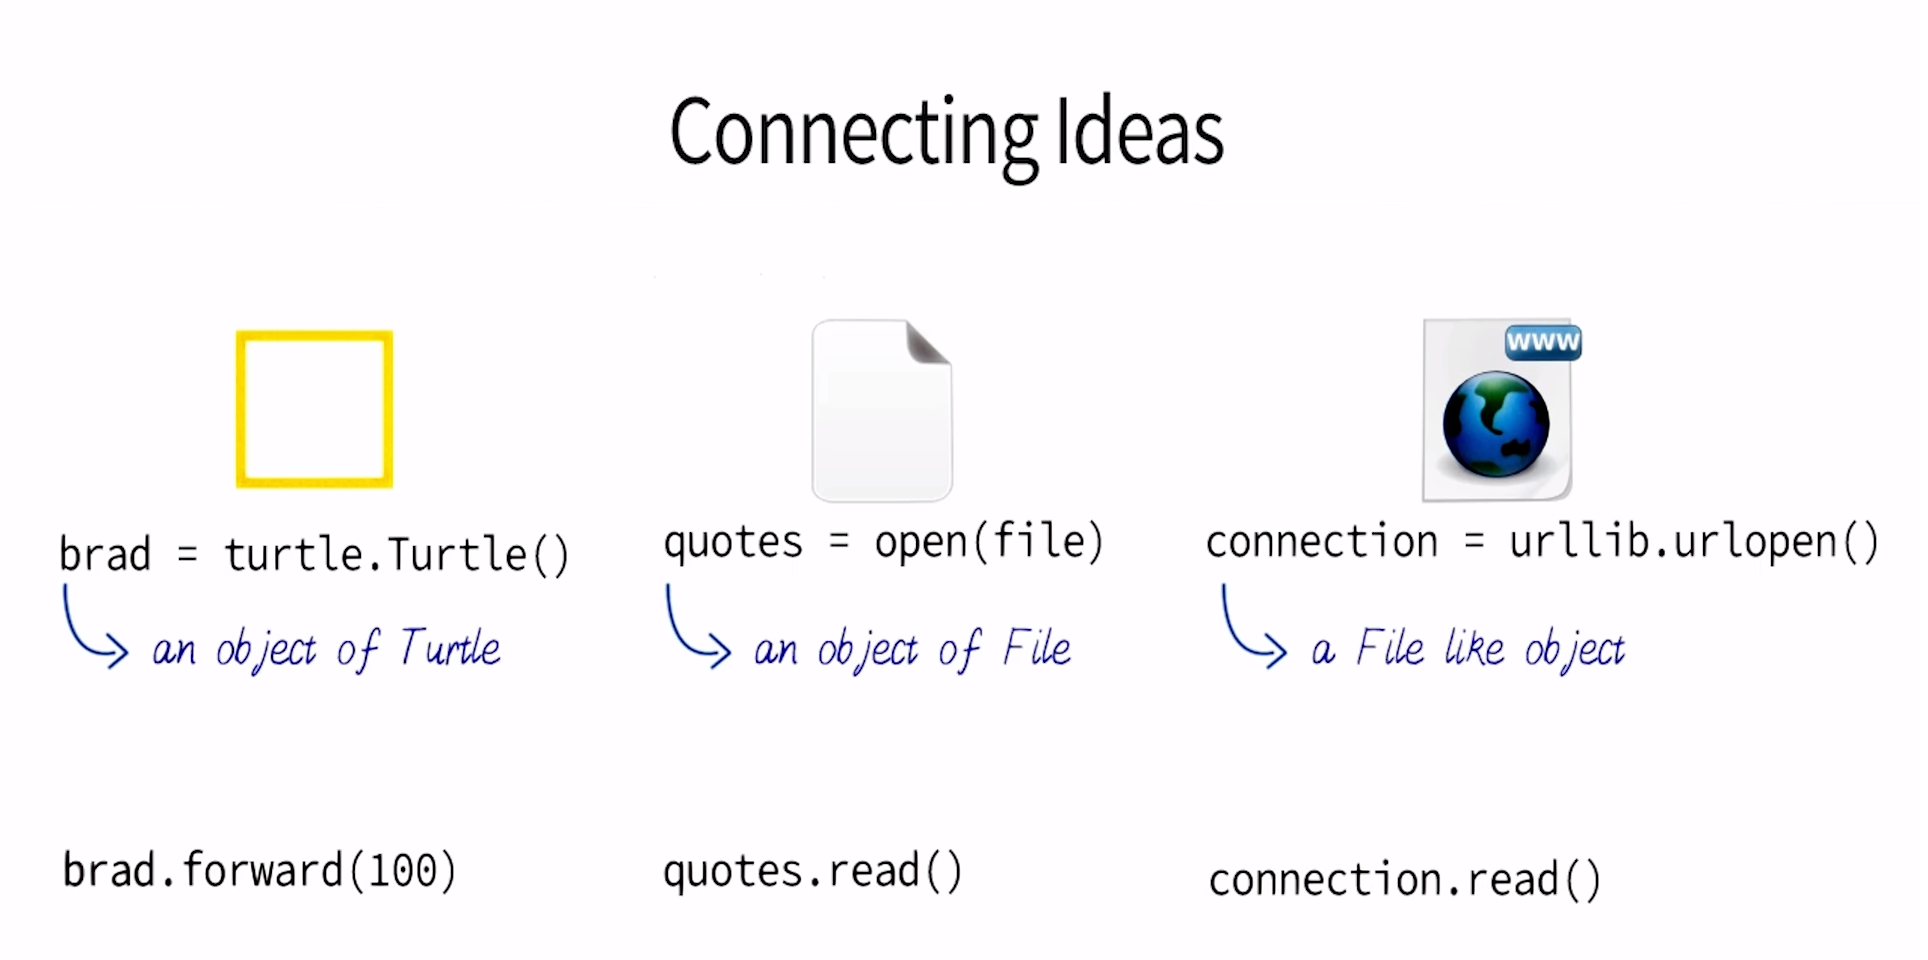 Connecting Ideas
www
brad = turtle.Turtle()
an object of Turtle
brad.forward(100)
quotes = open(file)
an object of File
quotes.read()
connection = urllib.urlopen()
a File like object
connection.read()